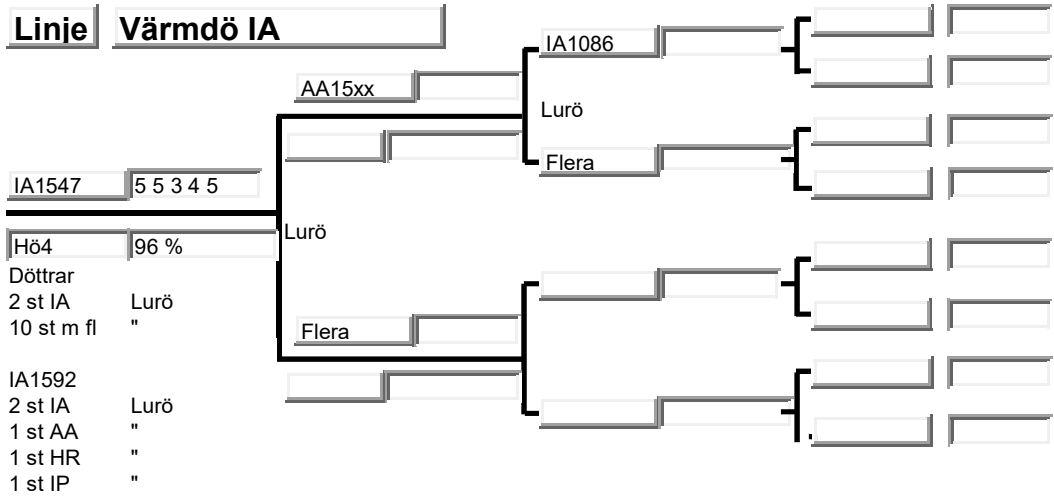 Linje Värmdö IA
IA1086
AA15xx
Lurö
Flera
IA1547 5 5 3 4 5
Lurö
Hö4 96 %
Döttrar
2 st IA Lurö
10 st m fl "
Flera
IA1592
2 st IA Lurö
1 st AA "
1 st HR "
1 st IP "